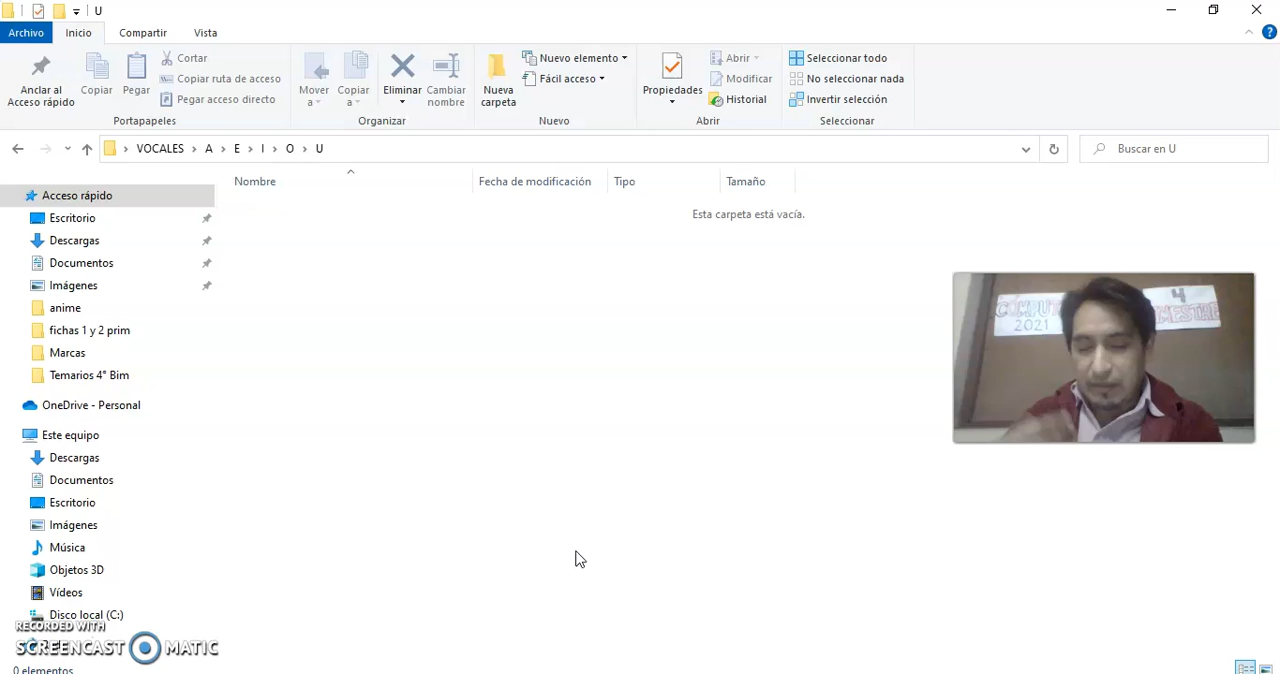 U
Archivo
Inicio
Compartir
Vista
Anclar al
Acceso rápido
Copiar
Pegar
Cortar
Copiar ruta de acceso
Pegar acceso directo
Portapapeles
Mover
a
Copiar
a
Eliminar
Cambiar
nombre
Organizar
Nueva
carpeta
Nuevo elemento
Fácil acceso
Nuevo
Propiedades
Abrir
Modificar
Historial
Abrir
Seleccionar todo
No seleccionar nada
Invertir selección
Seleccionar
VOCALES > A > E > I > O > U
Buscar en U
Nombre
Fecha de modificación
Tipo
Tamaño
Esta carpeta está vacía.
Acceso rápido
Escritorio
Descargas
Documentos
Imágenes
anime
fichas 1 y 2 prim
Marcas
Temarios 4° Bim
OneDrive - Personal
Este equipo
Descargas
Documentos
Escritorio
Imágenes
Música
Objetos 3D
Vídeos
Disco local (C:)
RECORDED WITH
SCREENCAST MATIC
0 elementos
2021
4